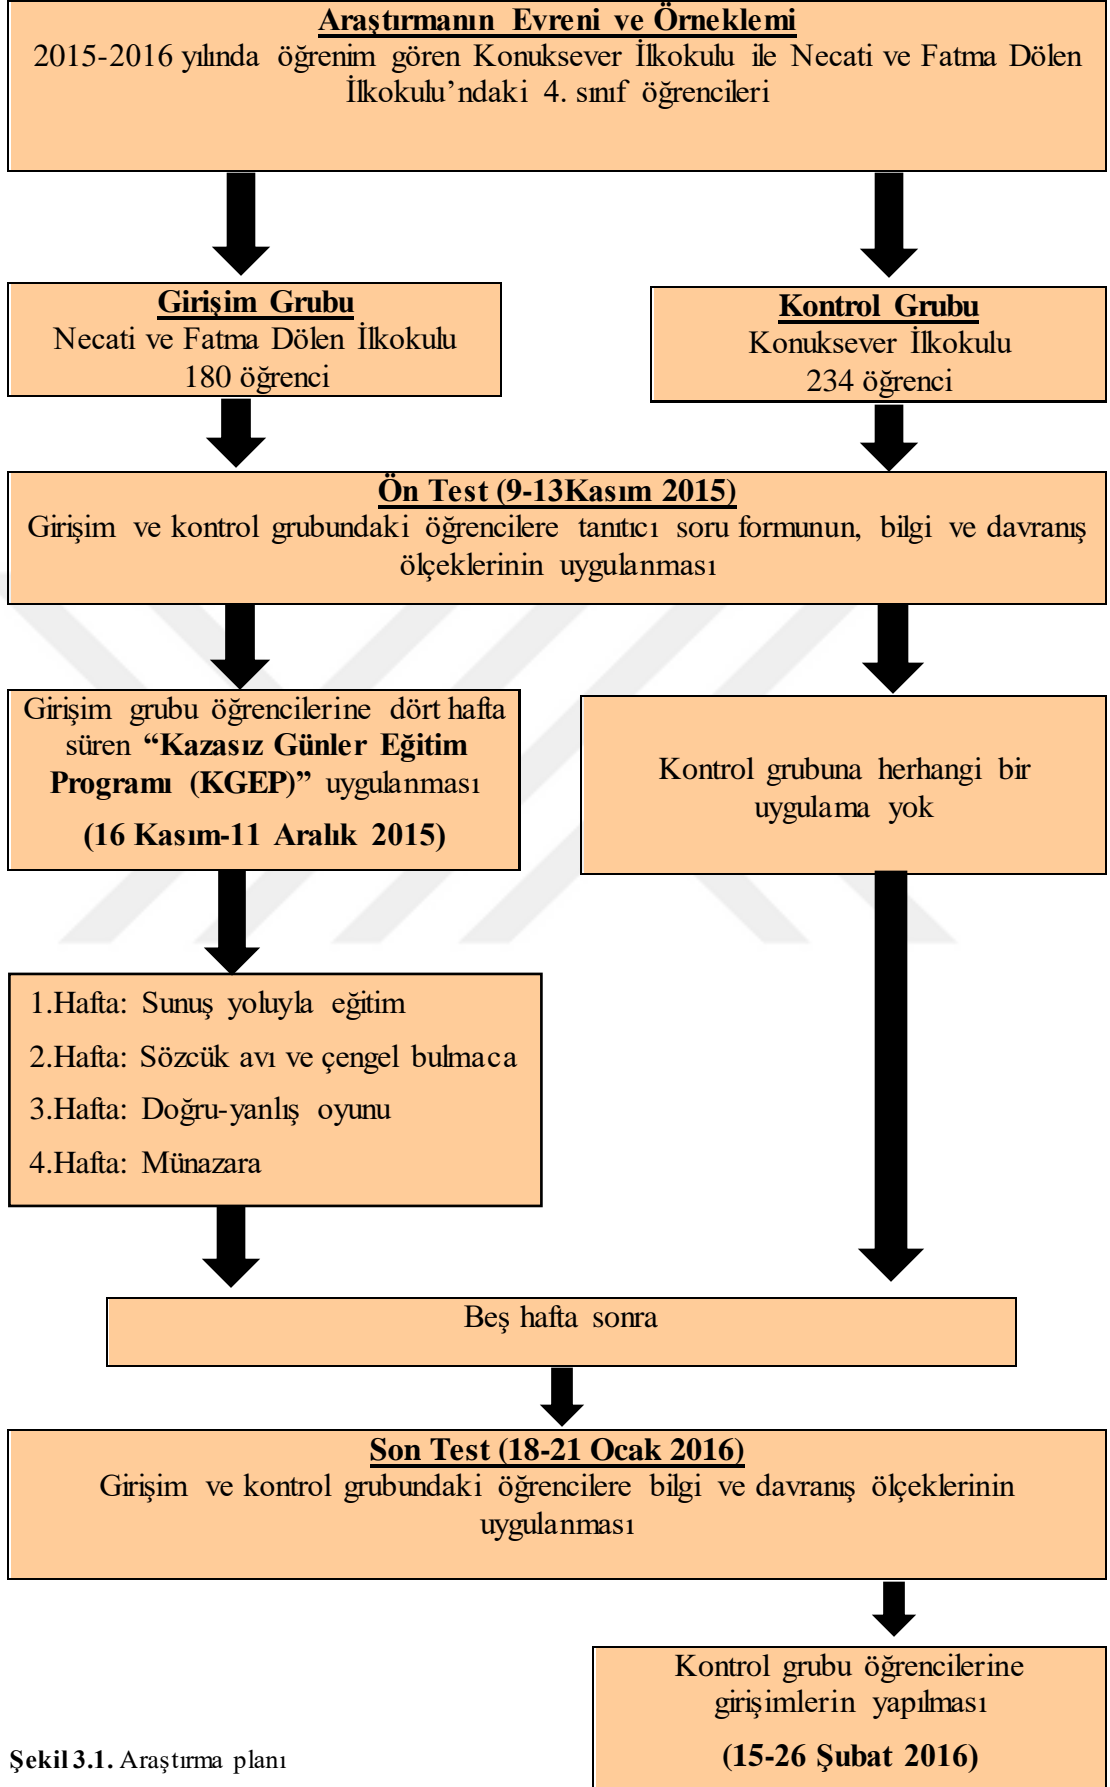 Araştırmanın Evreni ve Örneklemi
2015-2016 yılında öğrenim gören Konuksever İlkokulu ile Necati ve Fatma Dölen
İlkokulu’ndaki 4. sınıf öğrencileri
Girişim Grubu
Necati ve Fatma Dölen İlkokulu
180 öğrenci
Kontrol Grubu
Konuksever İlkokulu
234 öğrenci
Ön Test (9-13Kasım 2015)
Girişim ve kontrol grubundaki öğrencilere tanıtıcı soru formunun, bilgi ve davranış
ölçeklerinin uygulanması
Girişim grubu öğrencilerine dört hafta
süren “Kazasız Günler Eğitim
Programı (KGEP)” uygulanması
(16 Kasım-11 Aralık 2015)
Kontrol grubuna herhangi bir
uygulama yok
1.Hafta: Sunuş yoluyla eğitim
2.Hafta: Sözcük avı ve çengel bulmaca
3.Hafta: Doğru-yanlış oyunu
4.Hafta: Münazara
Beş hafta sonra
Son Test (18-21 Ocak 2016)
Girişim ve kontrol grubundaki öğrencilere bilgi ve davranış ölçeklerinin
uygulanması
Kontrol grubu öğrencilerine
girişimlerin yapılması
(15-26 Şubat 2016)
Şekil 3.1. Araştırma planı